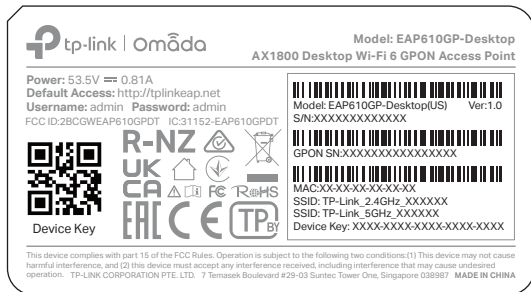 tp-link | omada
Model: EAP610GP-Desktop
AX1800 Desktop Wi-Fi 6 GPON Access Point
Power: 53.5V ⎓ 0.81A
Default Access: http://tplinkeap.net
Username: admin Password: admin
FCC ID:2BCGWEAP610GPDT IC:31152-EAP610GPDT
Device Key
R-NZ
UK
CA
FC
RoHS
EAC CE TP BY
Model: EAP610GP-Desktop(US) Ver:1.0
S/N:XXXXXXXXXXXXX
GPON SN:XXXXXXXXXXXXXXXX
MAC:XX-XX-XX-XX-XX-XX
SSID: TP-Link_2.4GHz_XXXXXX
SSID: TP-Link_5GHz_XXXXXX
Device Key: XXXX-XXXX-XXXX-XXXX-XXXX
This device complies with part 15 of the FCC Rules. Operation is subject to the following two conditions:(1) This device may not cause
harmful interference, and (2) this device must accept any interference received, including interference that may cause undesired
operation. TP-LINK CORPORATION PTE. LTD. 7 Temasek Boulevard #29-03 Suntec Tower One, Singapore 038987 MADE IN CHINA